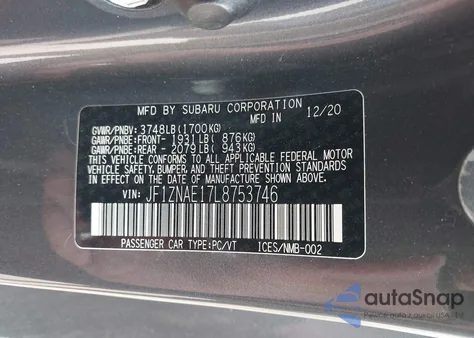 MFD BY SUBARU CORPORATION 12/20
GVWR/PNBV: 3748LB(1700KG)
GAWR/PNBE:FRONT- 1931LB( 876KG)
GAWR/PNBE:REAR - 2079LB( 943KG)
THIS VEHICLE CONFORMS TO ALL APPLICABLE FEDERAL MOTOR
VEHICLE SAFETY, BUMPER, AND THEFT PREVENTION STANDARDS
IN EFFECT ON THE DATE OF MANUFACTURE SHOWN ABOVE.
VIN: JF1ZNAE17L8753746
PASSENGER CAR TYPE:PC/VT ICES/NMB-002
autoSnap